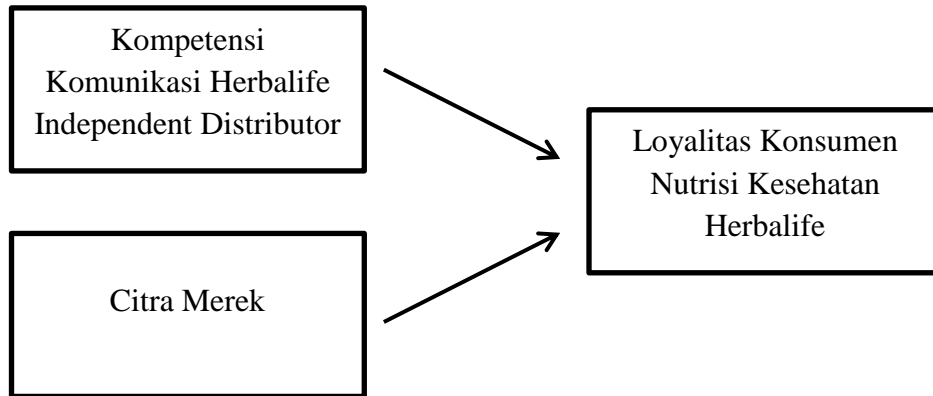 Kompetensi
Komunikasi Herbalife
Independent Distributor
Citra Merek
Loyalitas Konsumen
Nutrisi Kesehatan
Herbalife